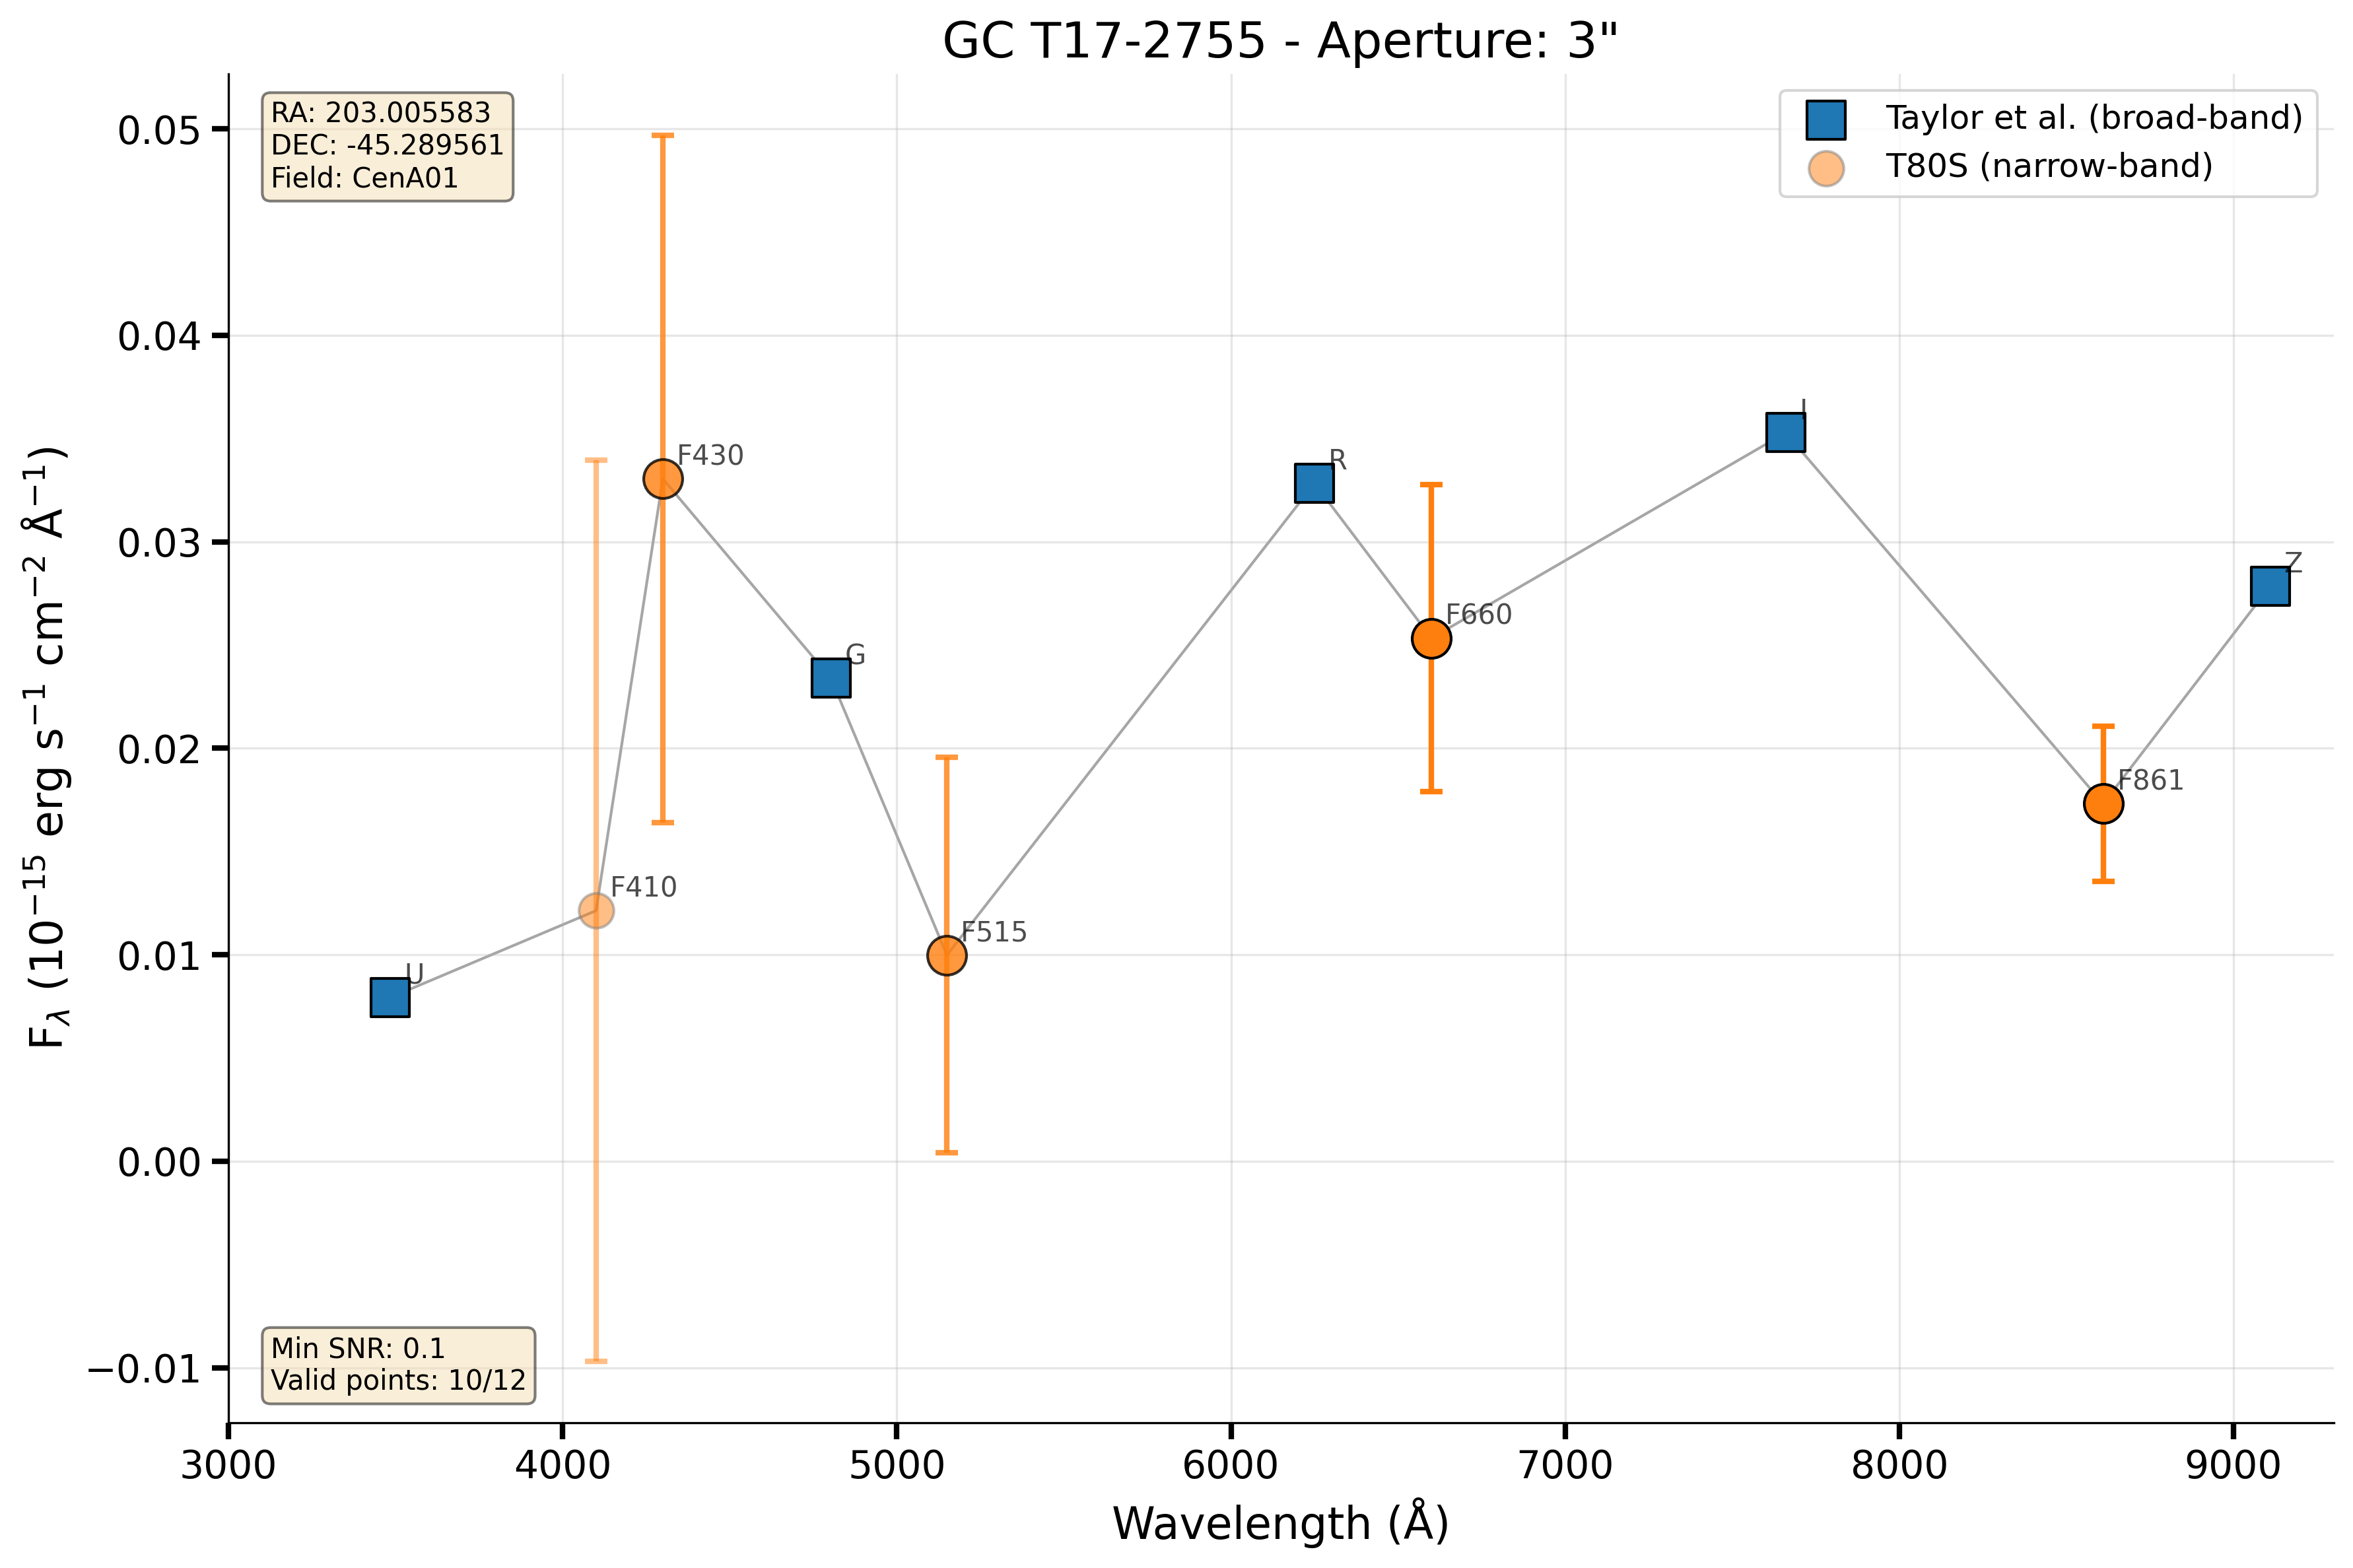 GC T17-2755 - Aperture: 3"
RA: 203.005583
DEC: -45.289561
Field: CenA01
Taylor et al. (broad-band)
T80S (narrow-band)
F_λ (10⁻¹⁵ erg s⁻¹ cm⁻² Å⁻¹)
0.05
0.04
0.03
0.02
0.01
0.00
−0.01
U
F410
F430
G
F515
R
F660
I
F861
Z
Min SNR: 0.1
Valid points: 10/12
3000 4000 5000 6000 7000 8000 9000
Wavelength (Å)